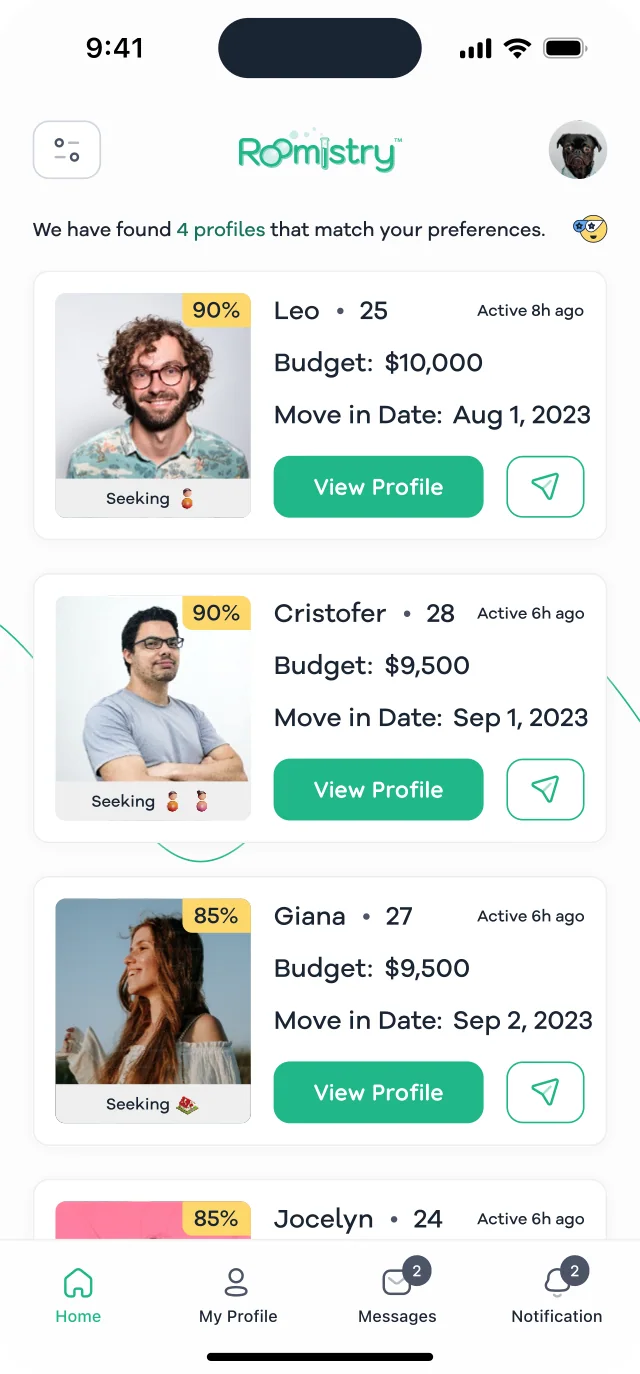 9:41
Roomistry™
We have found 4 profiles that match your preferences.
90%
Leo • 25
Active 8h ago
Budget: $10,000
Move in Date: Aug 1, 2023
Seeking
View Profile
90%
Cristofer • 28
Active 6h ago
Budget: $9,500
Move in Date: Sep 1, 2023
Seeking
View Profile
85%
Giana • 27
Active 6h ago
Budget: $9,500
Move in Date: Sep 2, 2023
Seeking
View Profile
85%
Jocelyn • 24
Active 6h ago
2
2
Home
My Profile
Messages
Notification